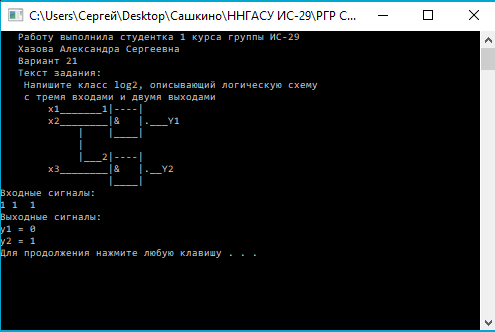 C:\Users\Сергей\Desktop\Сашкино\ННГАСУ ИС-29\РГР С...
Работу выполнила студентка 1 курса группы ИС-29
Хазова Александра Сергеевна
Вариант 21
Текст задания:
Напишите класс log2, описывающий логическую схему
с тремя входами и двумя выходами
x1_______1|----|
x2________|&   |.___Y1
|    |____|
|
|___2|----|
x3________|&   |.__Y2
|____|
Входные сигналы:
1 1  1
Выходные сигналы:
y1 = 0
y2 = 1
Для продолжения нажмите любую клавишу . . .